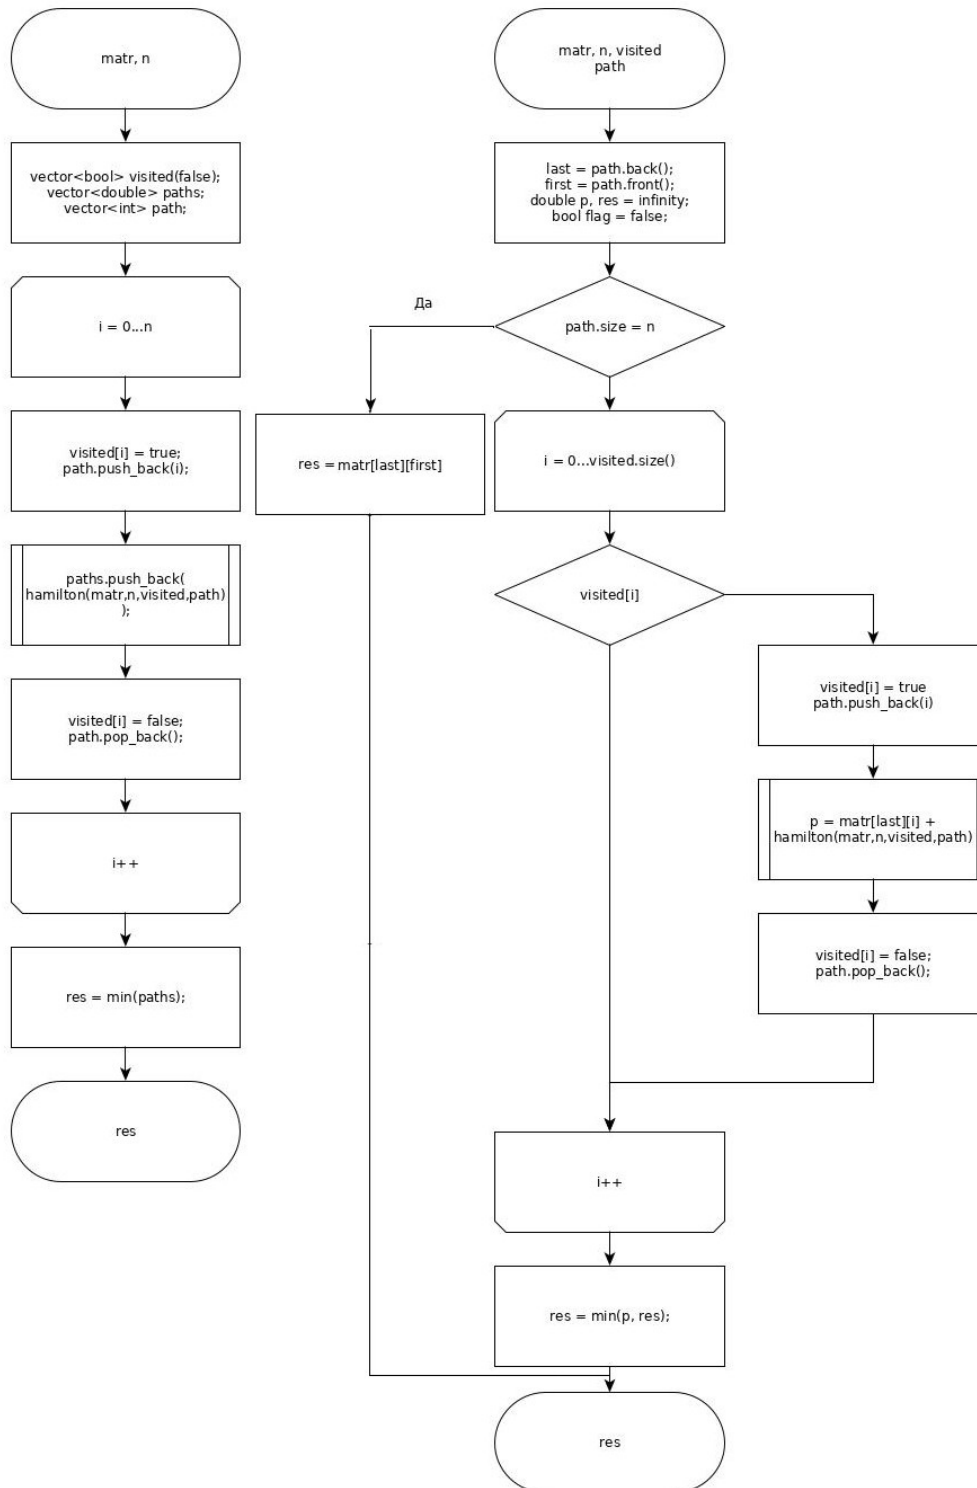 matr, n
vector<bool> visited(false);
vector<double> paths;
vector<int> path;
i = 0...n
visited[i] = true;
path.push_back(i);
paths.push_back(
hamilton(matr,n,visited,path)
);
visited[i] = false;
path.pop_back();
i++
res = min(paths);
res
matr, n, visited
path
last = path.back();
first = path.front();
double p, res = infinity;
bool flag = false;
path.size = n
Да
res = matr[last][first]
i = 0...visited.size()
visited[i]
visited[i] = true
path.push_back(i)
p = matr[last][i] +
hamilton(matr,n,visited,path)
visited[i] = false;
path.pop_back();
i++
res = min(p, res);
res